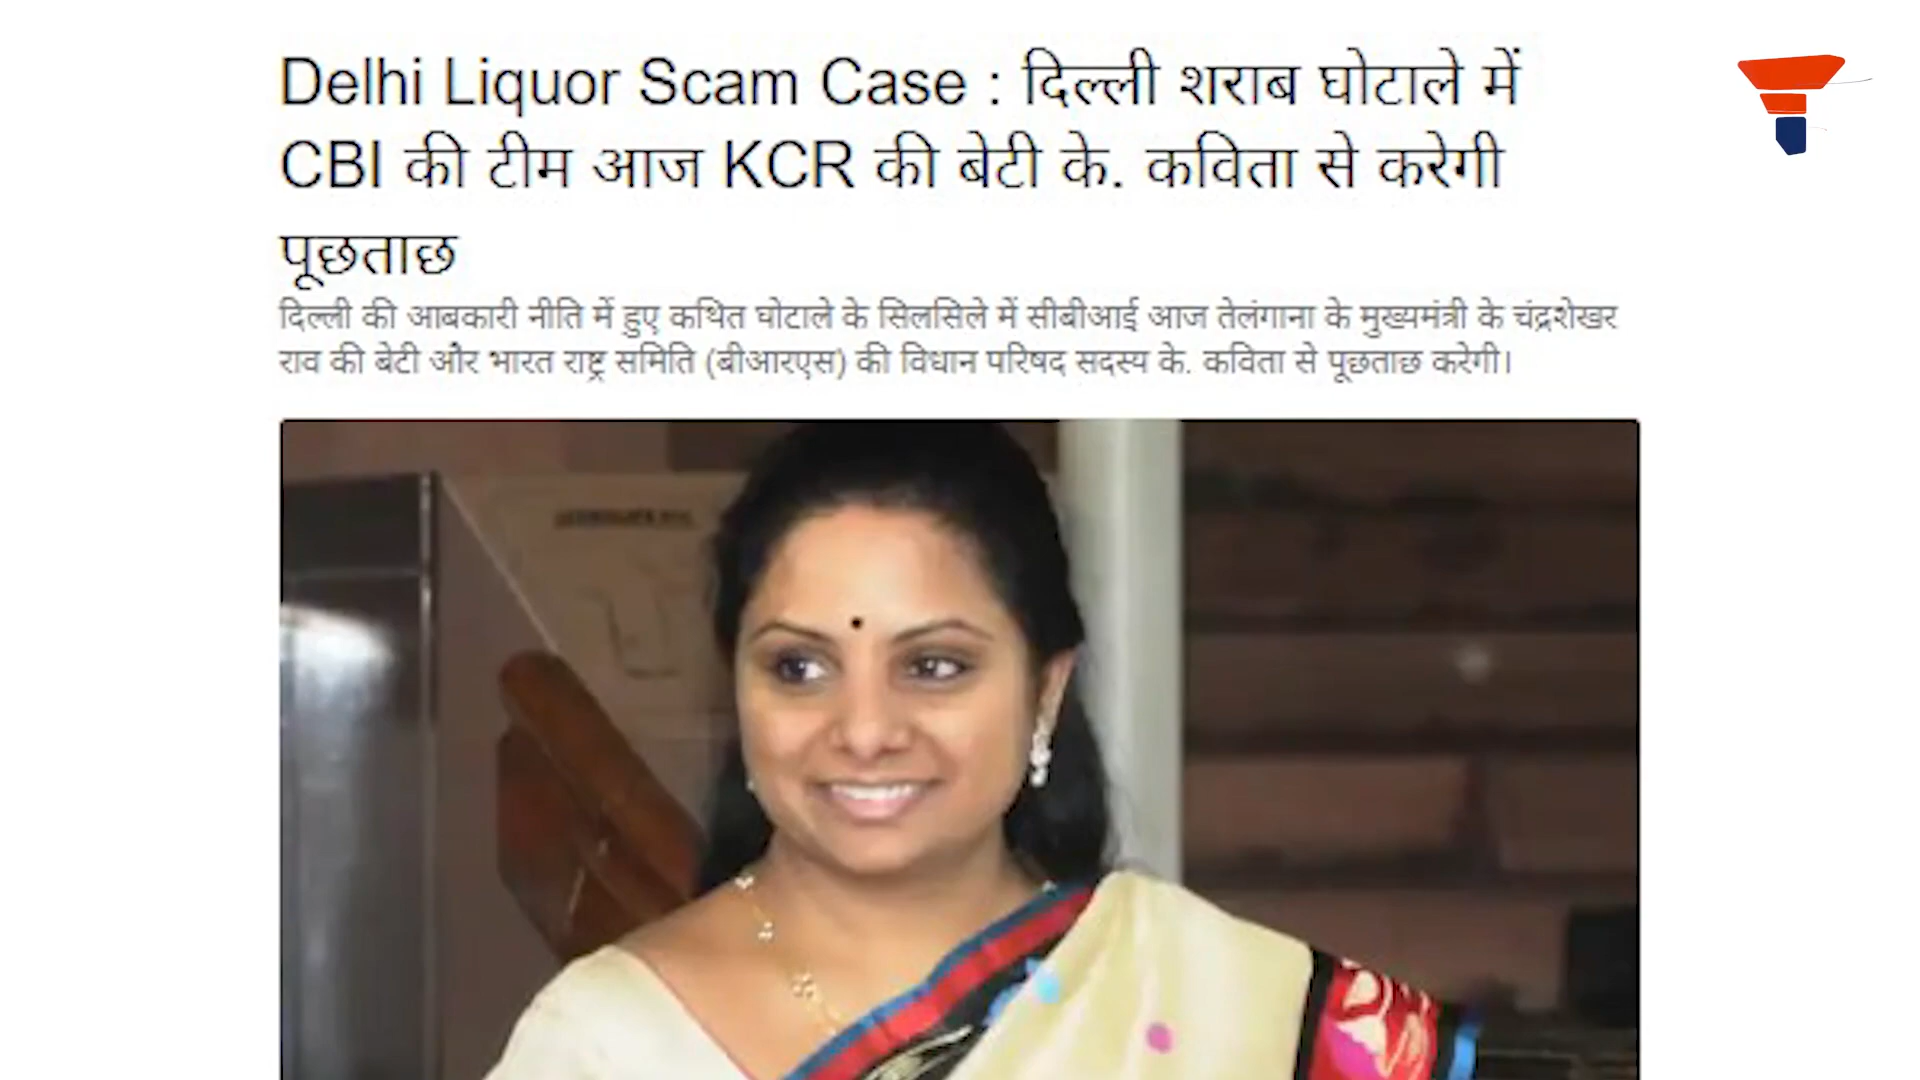 Delhi Liquor Scam Case : दिल्ली शराब घोटाले में
CBI की टीम आज KCR की बेटी के. कविता से करेगी
पूछताछ
दिल्ली की आबकारी नीति में हुए कथित घोटाले के सिलसिले में सीबीआई आज तेलंगाना के मुख्यमंत्री के चंद्रशेखर
राव की बेटी और भारत राष्ट्र समिति (बीआरएस) की विधान परिषद सदस्य के. कविता से पूछताछ करेगी।